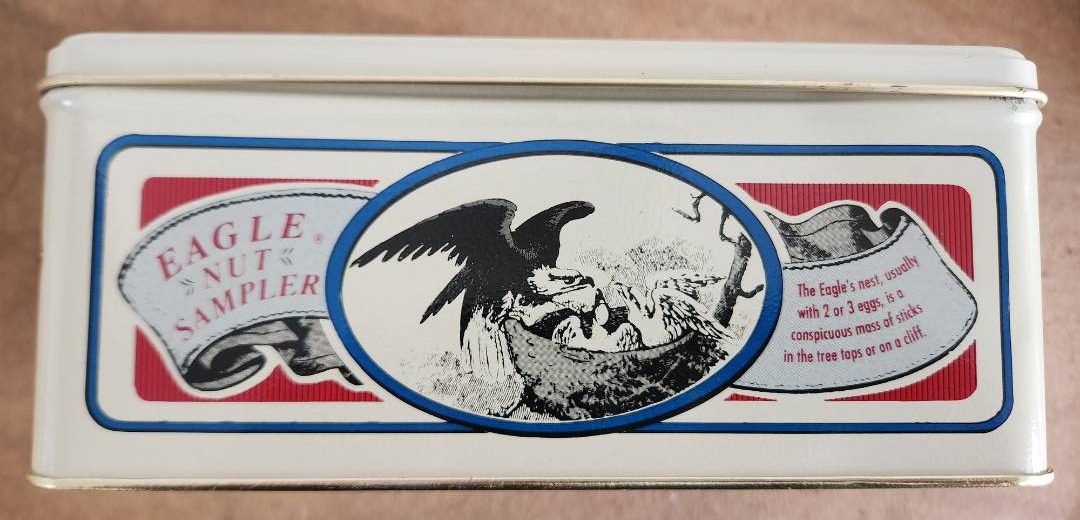 EAGLE®
"NUT"
SAMPLER
The Eagle's nest, usually
with 2 or 3 eggs, is a
conspicuous mass of sticks
in the tree tops or on a cliff.